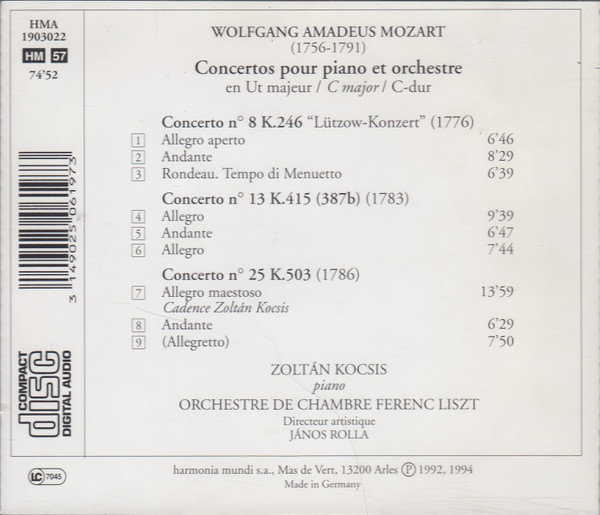 HMA
1903022
HM 57
74'52
WOLFGANG AMADEUS MOZART
(1756-1791)
Concertos pour piano et orchestre
en Ut majeur / C major / C-dur
Concerto n° 8 K.246 “Lützow-Konzert” (1776)
1 Allegro aperto 6'46
2 Andante 8'29
3 Rondeau. Tempo di Menuetto 6'39
Concerto n° 13 K.415 (387b) (1783)
4 Allegro 9'39
5 Andante 6'47
6 Allegro 7'44
Concerto n° 25 K.503 (1786)
7 Allegro maestoso 13'59
Cadence Zoltán Kocsis
8 Andante 6'29
9 (Allegretto) 7'50
ZOLTÁN KOCSIS
piano
ORCHESTRE DE CHAMBRE FERENC LISZT
Directeur artistique
JÁNOS ROLLA
harmonia mundi s.a., Mas de Vert, 13200 Arles Ⓟ 1992, 1994
Made in Germany
3 149025 061973
COMPACT
disc
DIGITAL AUDIO
LC 7045